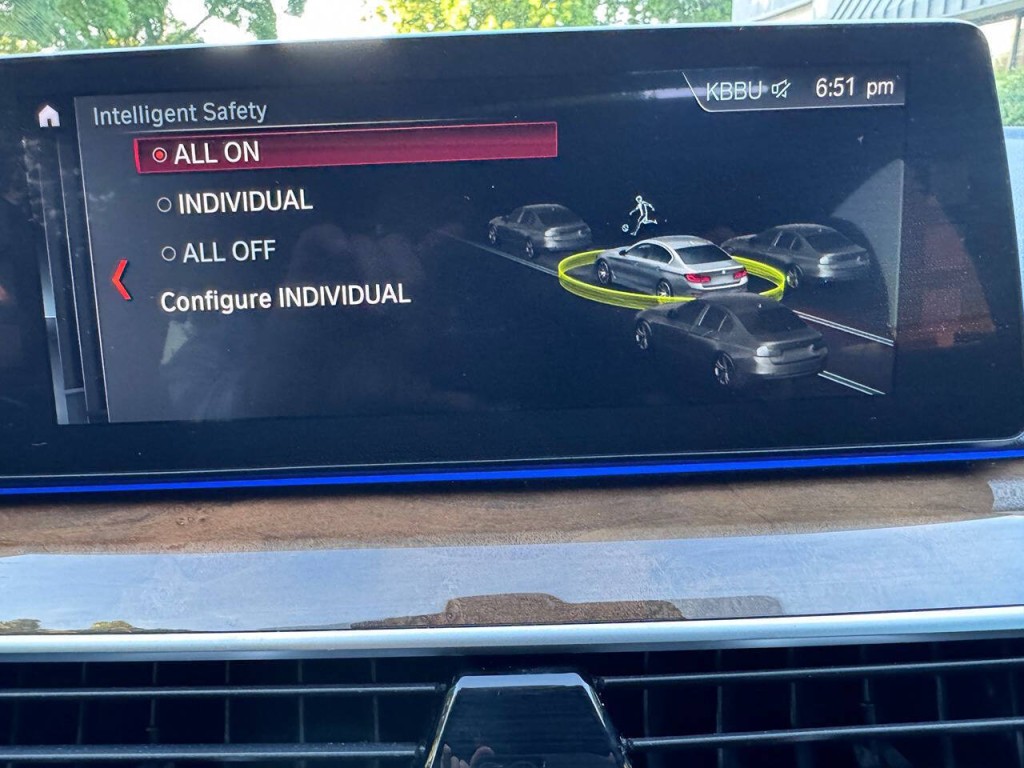 Intelligent Safety
KBBU 6:51 pm
ALL ON
INDIVIDUAL
ALL OFF
Configure INDIVIDUAL